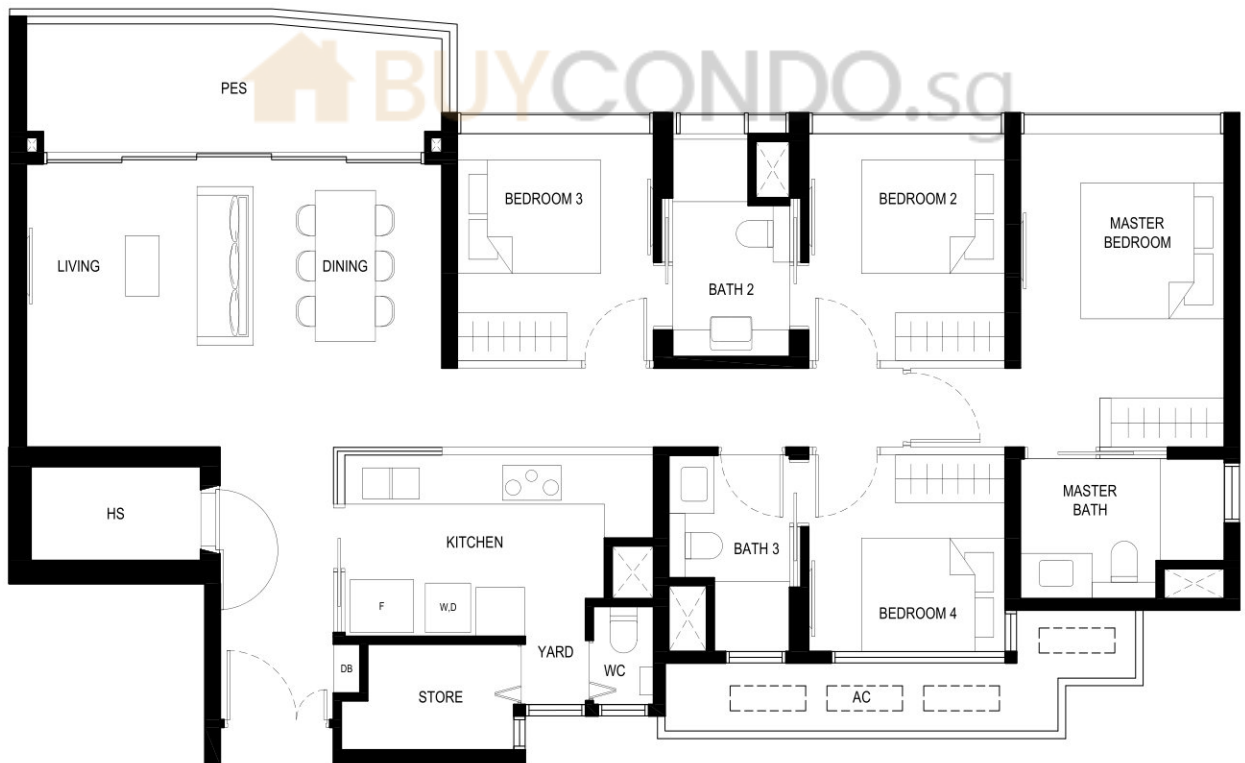 BUYCONDO.sg
PES
BEDROOM 3
BEDROOM 2
MASTER
BEDROOM
LIVING
DINING
BATH 2
HS
KITCHEN
MASTER
BATH
BATH 3
F
W,D
BEDROOM 4
YARD
WC
DB
STORE
AC